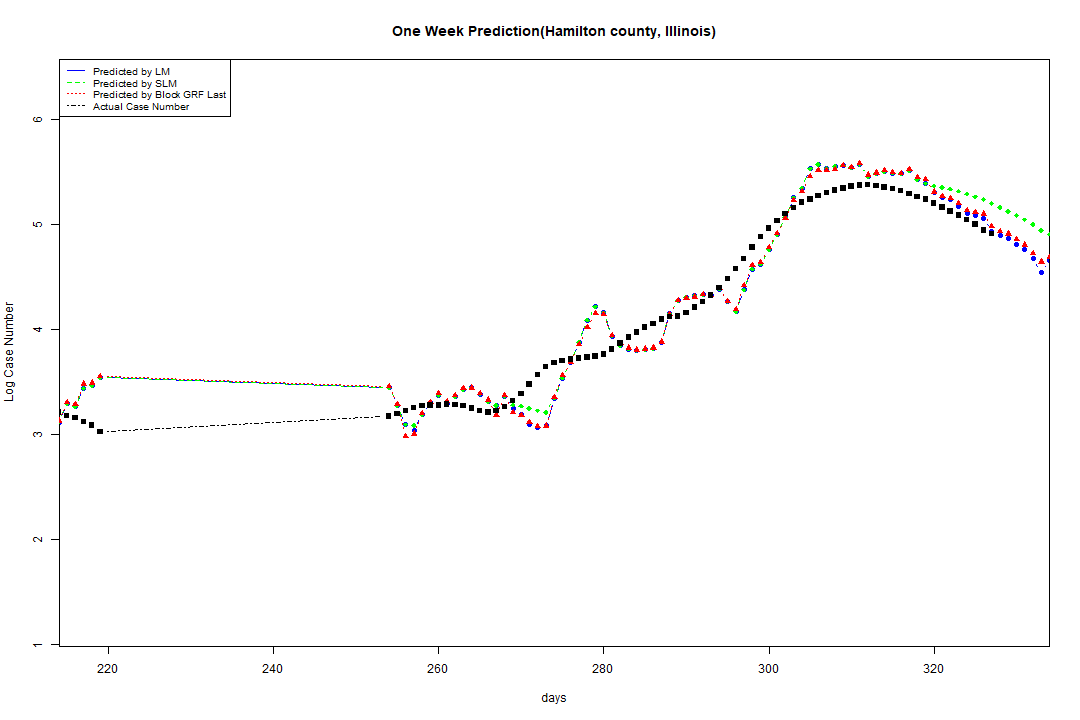 One Week Prediction(Hamilton county, Illinois)
Predicted by LM
Predicted by SLM
Predicted by Block GRF Last
Actual Case Number
Log Case Number
6
5
4
3
2
1
220 240 260 280 300 320
days